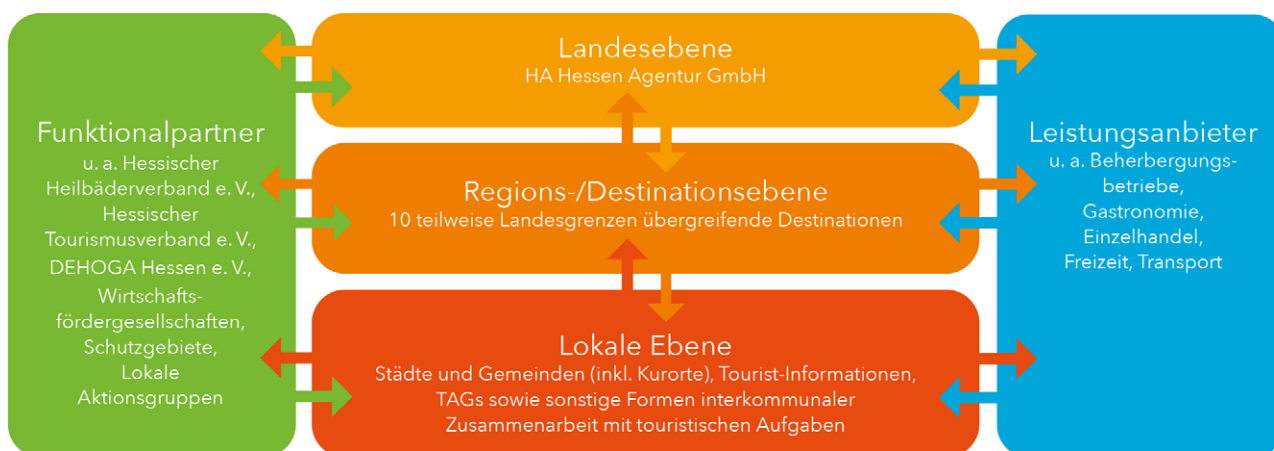 Funktionalpartner
u. a. Hessischer
Heilbäderverband e. V.,
Hessischer
Tourismusverband e. V.,
DEHOGA Hessen e. V.,
Wirtschafts-
fördergesellschaften,
Schutzgebiete,
Lokale
Aktionsgruppen
Landesebene
HA Hessen Agentur GmbH
Regions-/Destinationsebene
10 teilweise Landesgrenzen übergreifende Destinationen
Lokale Ebene
Städte und Gemeinden (inkl. Kurorte), Tourist-Informationen,
TAGs sowie sonstige Formen interkommunaler
Zusammenarbeit mit touristischen Aufgaben
Leistungsanbieter
u. a. Beherbergungs-
betriebe,
Gastronomie,
Einzelhandel,
Freizeit, Transport